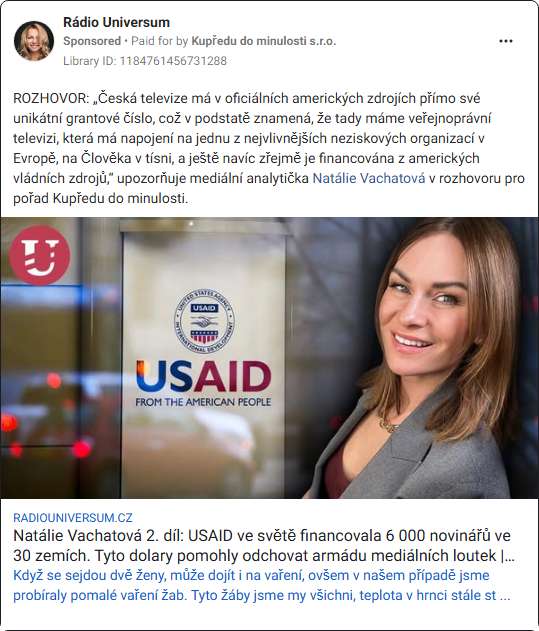 Rádio Universum
Sponsored • Paid for by Kupředu do minulosti s.r.o.
Library ID: 1184761456731288
ROZHOVOR: „Česká televize má v oficiálních amerických zdrojích přímo své
unikátní grantové číslo, což v podstatě znamená, že tady máme veřejnoprávní
televizi, která má napojení na jednu z nejvlivnějších neziskových organizací v
Evropě, na Člověka v tísni, a ještě navíc zřejmě je financována z amerických
vládních zdrojů,“ upozorňuje mediální analytička Natálie Vachatová v rozhovoru pro
pořad Kupředu do minulosti.
U
UNITED STATES AGENCY
USAID
INTERNATIONAL DEVELOPMENT
USAID
FROM THE AMERICAN PEOPLE
RADIOUNIVERSUM.CZ
Natálie Vachatová 2. díl: USAID ve světě financovala 6 000 novinářů ve
30 zemích. Tyto dolary pomohly odchovat armádu mediálních loutek |...
Když se sejdou dvě ženy, může dojít i na vaření, ovšem v našem případě jsme
probíraly pomalé vaření žab. Tyto žáby jsme my všichni, teplota v hrnci stále st ...